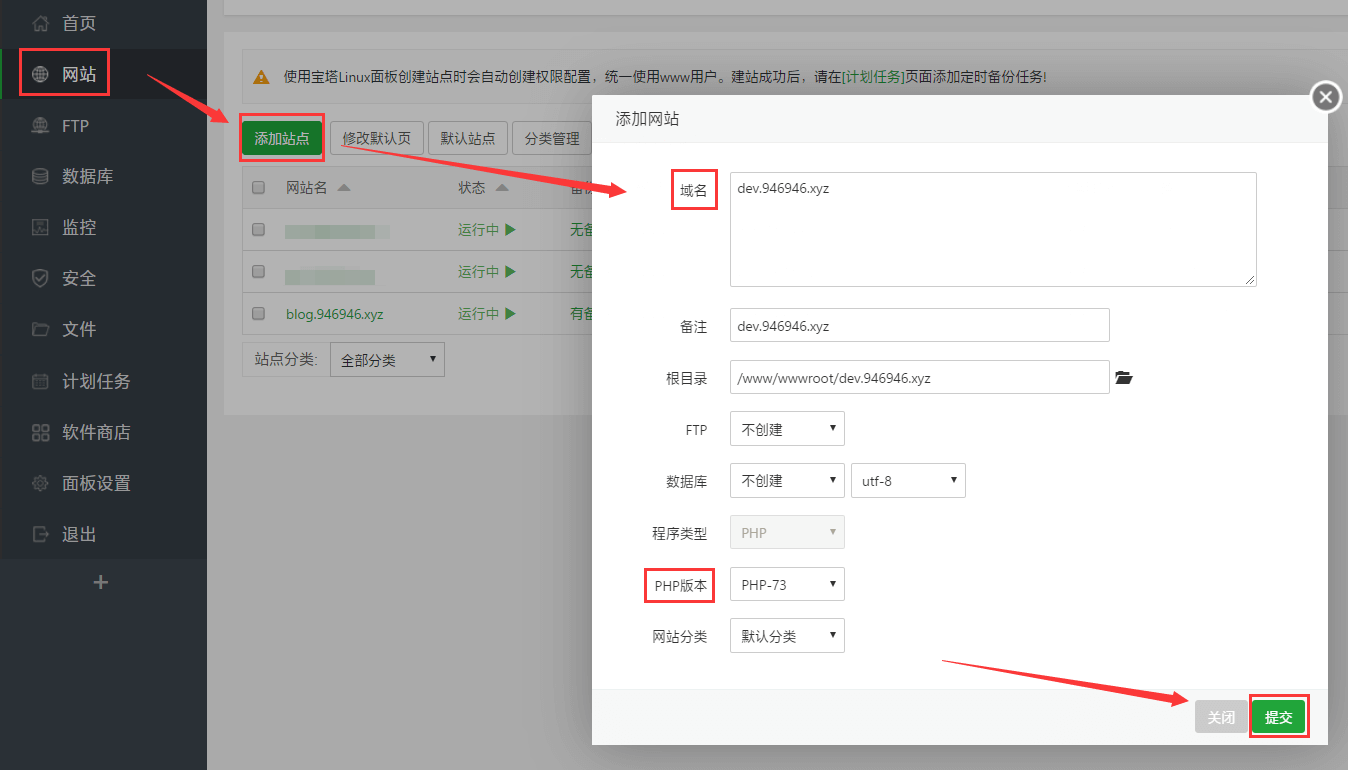 首页
网站
FTP
数据库
监控
安全
文件
计划任务
软件商店
面板设置
退出
使用宝塔Linux面板创建站点时会自动创建权限配置，统一使用www用户。建站成功后，请在[计划任务]页面添加定时备份任务!
添加站点 修改默认页 默认站点 分类管理
网站名 状态
运行中 无
运行中 无
blog.946946.xyz 运行中 有
站点分类: 全部分类
添加网站
域名 dev.946946.xyz
备注 dev.946946.xyz
根目录 /www/wwwroot/dev.946946.xyz
FTP 不创建
数据库 不创建 utf-8
程序类型 PHP
PHP版本 PHP-73
网站分类 默认分类
关闭 提交